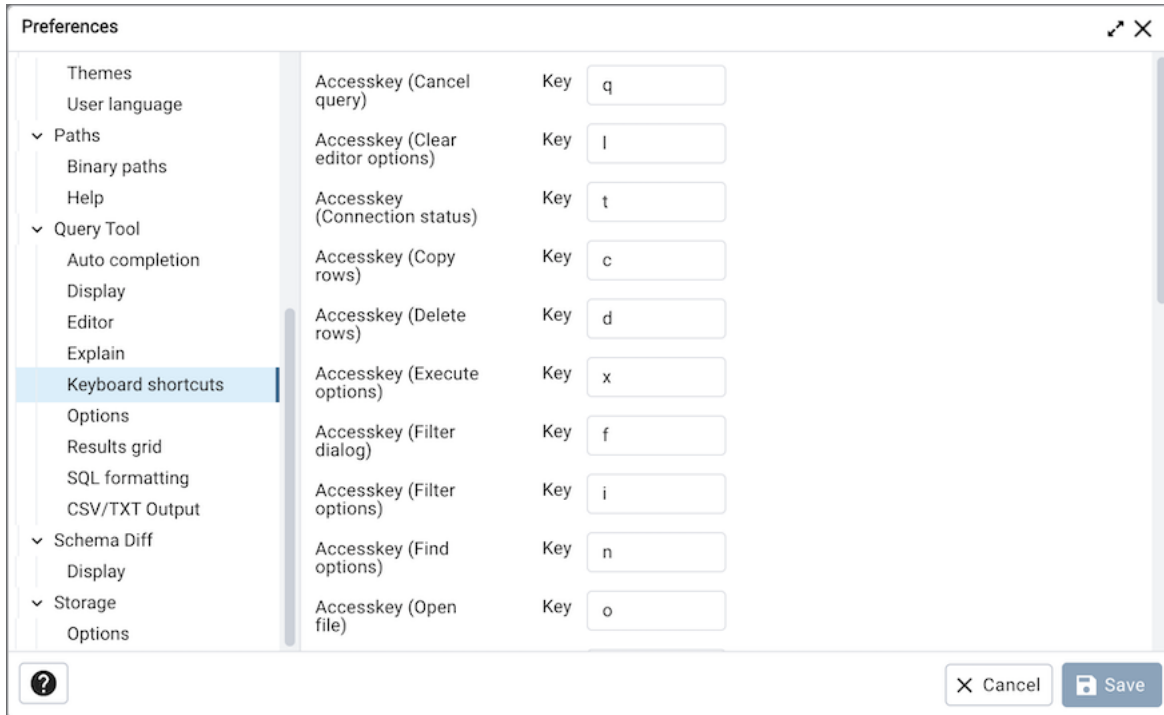 Preferences
Themes
User language
Paths
Binary paths
Help
Query Tool
Auto completion
Display
Editor
Explain
Keyboard shortcuts
Options
Results grid
SQL formatting
CSV/TXT Output
Schema Diff
Display
Storage
Options
Accesskey (Cancel
query)
Key
q
Accesskey (Clear
editor options)
Key
l
Accesskey
(Connection status)
Key
t
Accesskey (Copy
rows)
Key
c
Accesskey (Delete
rows)
Key
d
Accesskey (Execute
options)
Key
x
Accesskey (Filter
dialog)
Key
f
Accesskey (Filter
options)
Key
i
Accesskey (Find
options)
Key
n
Accesskey (Open
file)
Key
o
Cancel
Save